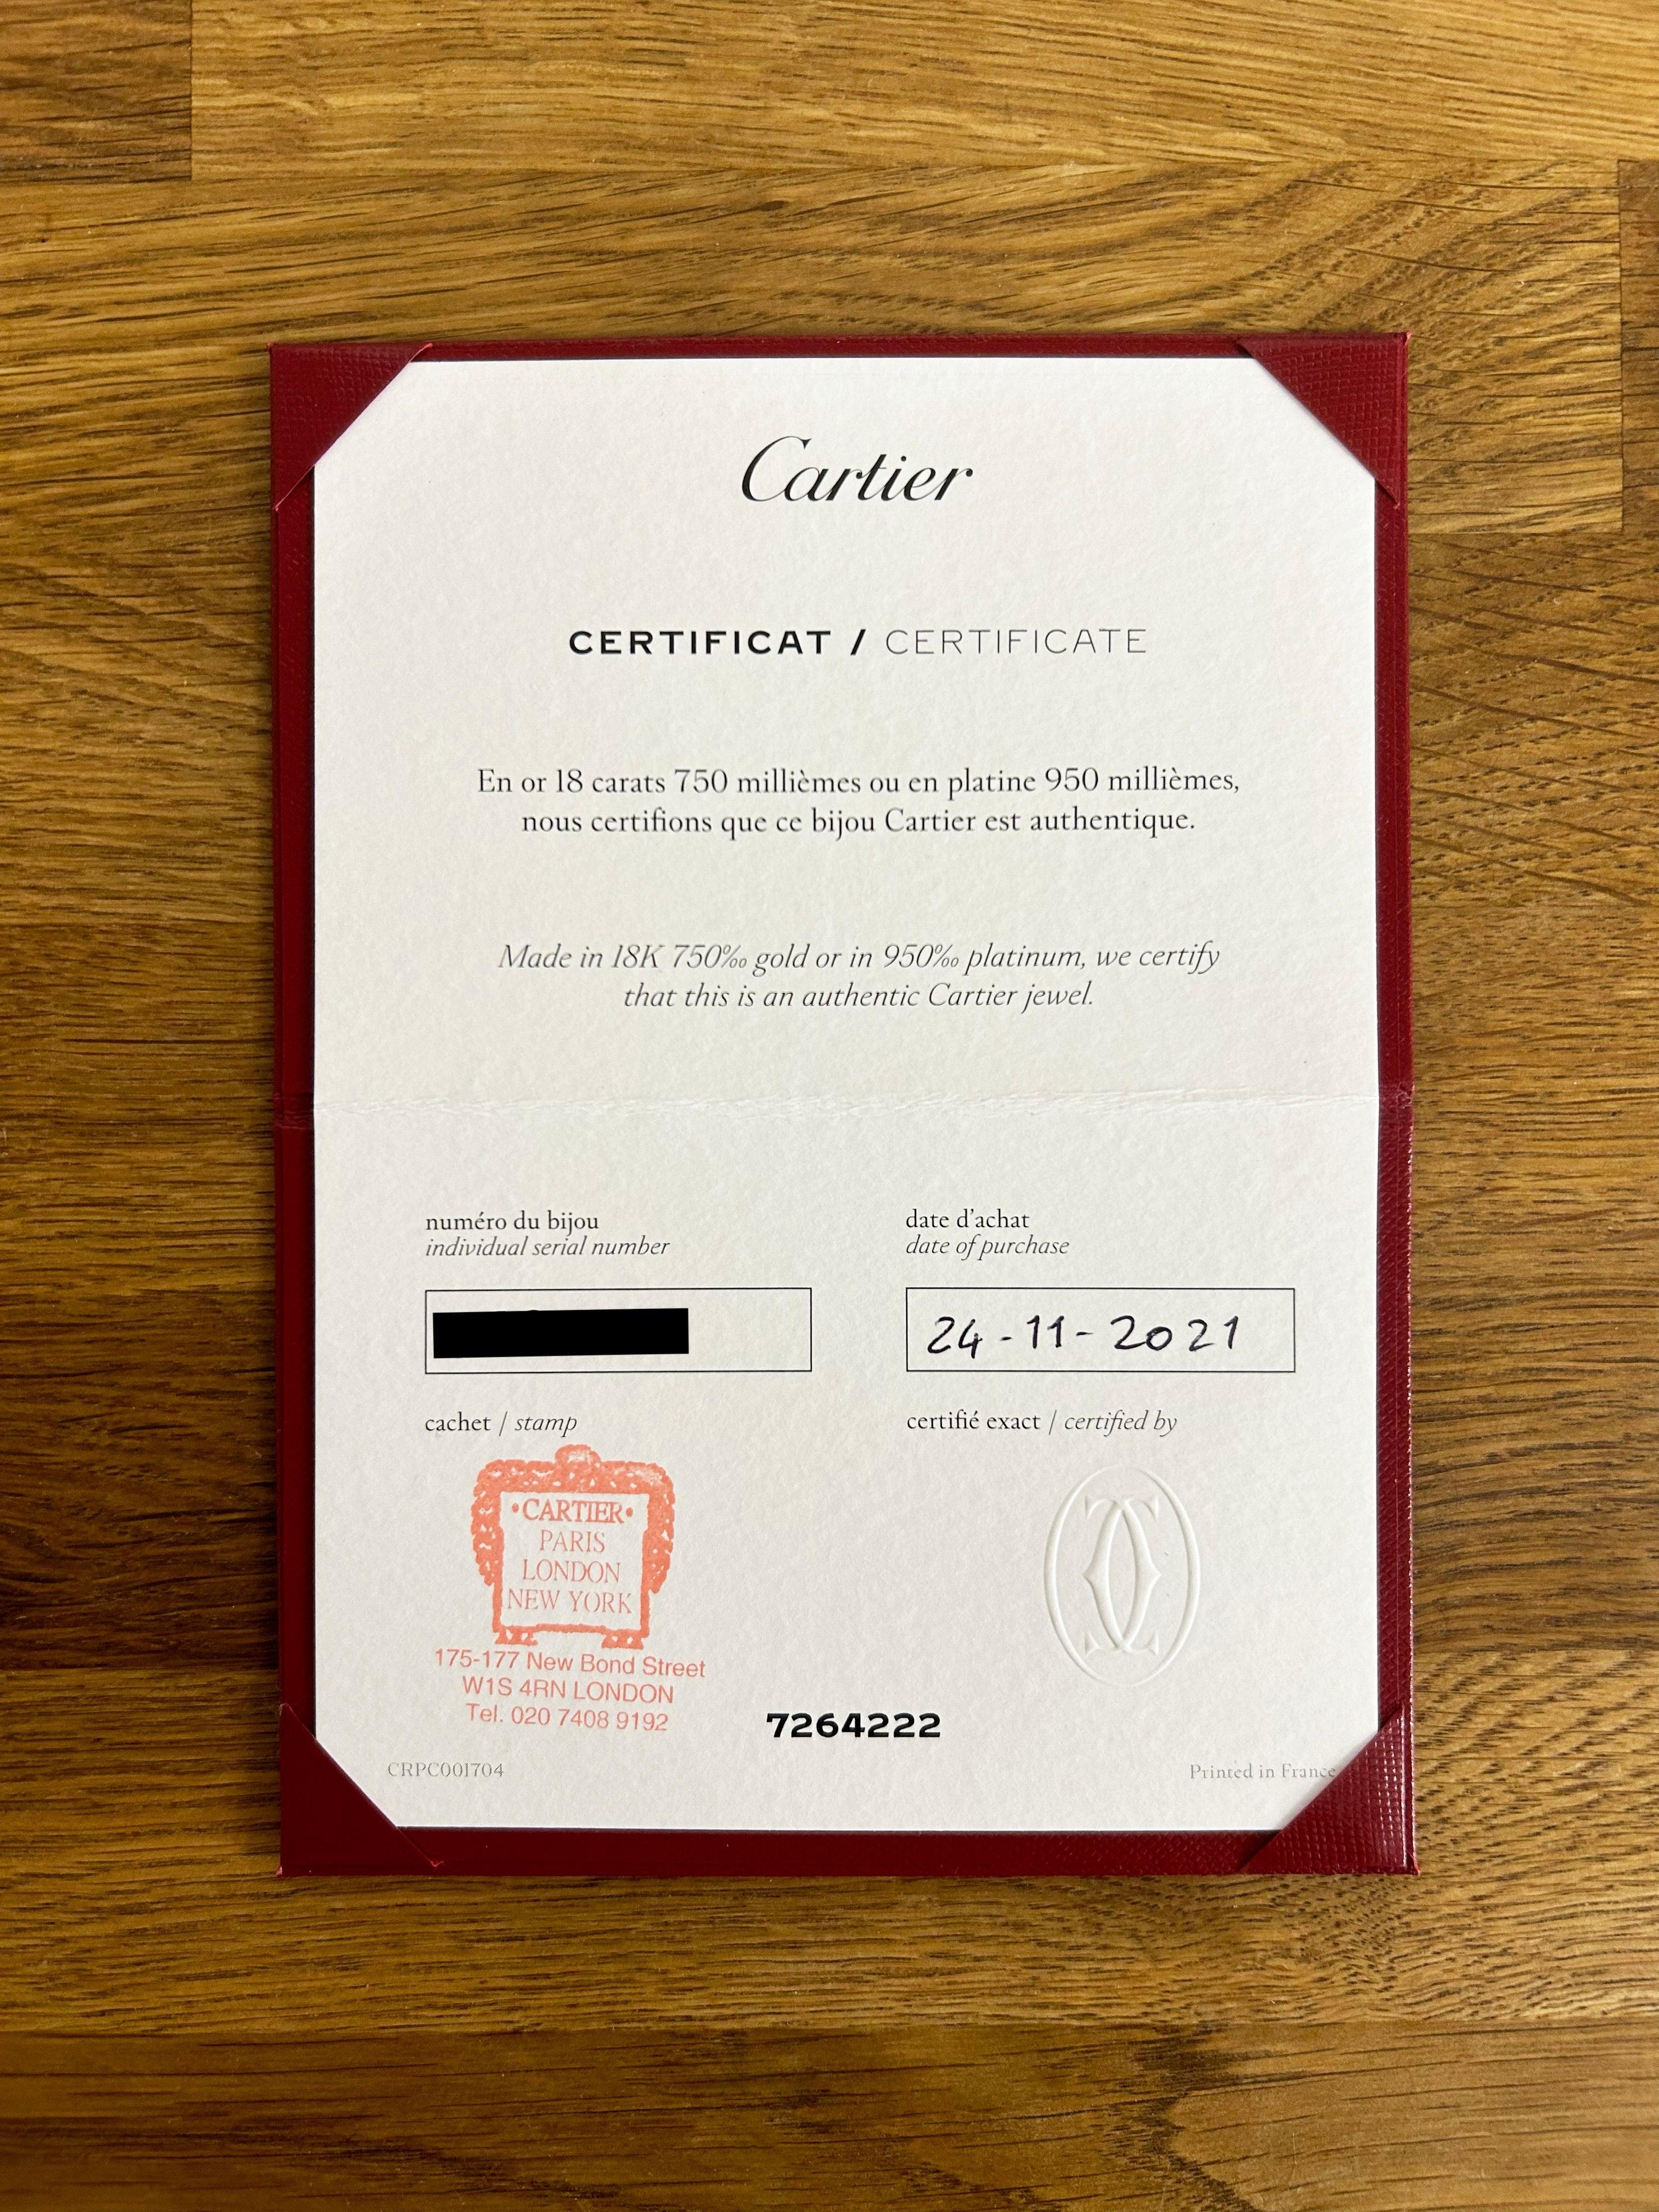 Cartier
CERTIFICAT / CERTIFICATE
En or 18 carats 750 millièmes ou en platine 950 millièmes,
nous certifions que ce bijou Cartier est authentique.
Made in 18K 750‰ gold or in 950‰ platinum, we certify
that this is an authentic Cartier jewel.
numéro du bijou
individual serial number
date d'achat
date of purchase
24-11-2021
cachet / stamp
certifié exact / certified by
·CARTIER·
PARIS
LONDON
NEW YORK
175-177 New Bond Street
W1S 4RN LONDON
Tel. 020 7408 9192
7264222
CRPC001704
Printed in France